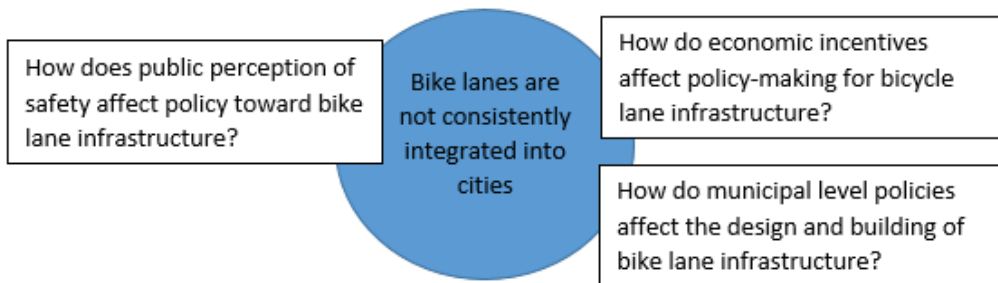 How does public perception of
safety affect policy toward bike
lane infrastructure?
Bike lanes are
not consistently
integrated into
cities
How do economic incentives
affect policy-making for bicycle
lane infrastructure?
How do municipal level policies
affect the design and building of
bike lane infrastructure?